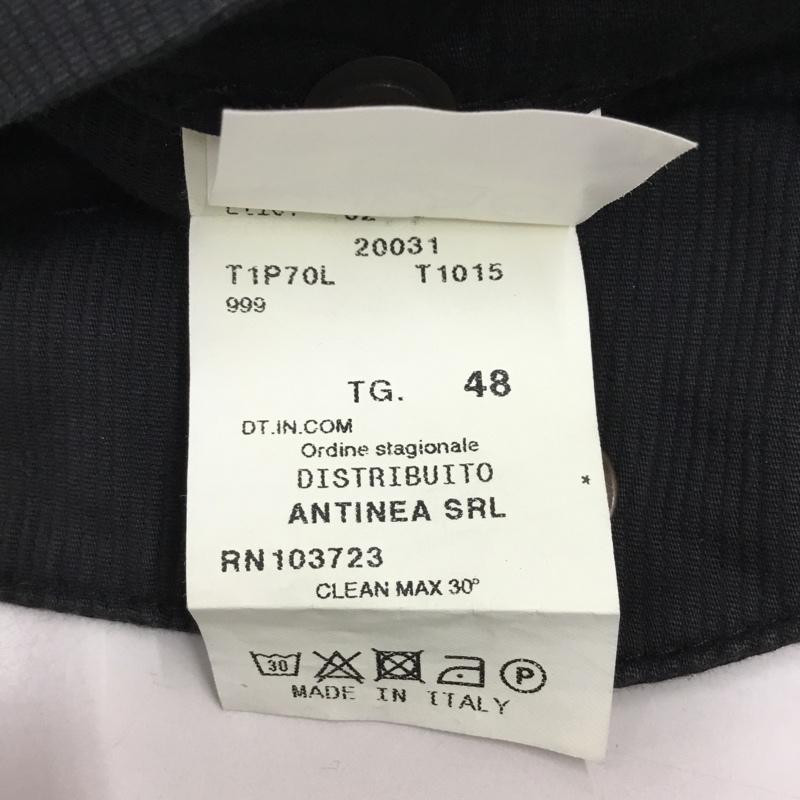 20031
T1P70L T1015
999
TG. 48
DT.IN.COM
Ordine stagionale
DISTRIBUITO *
ANTINEA SRL
RN103723
CLEAN MAX 30°
30 P
MADE IN ITALY